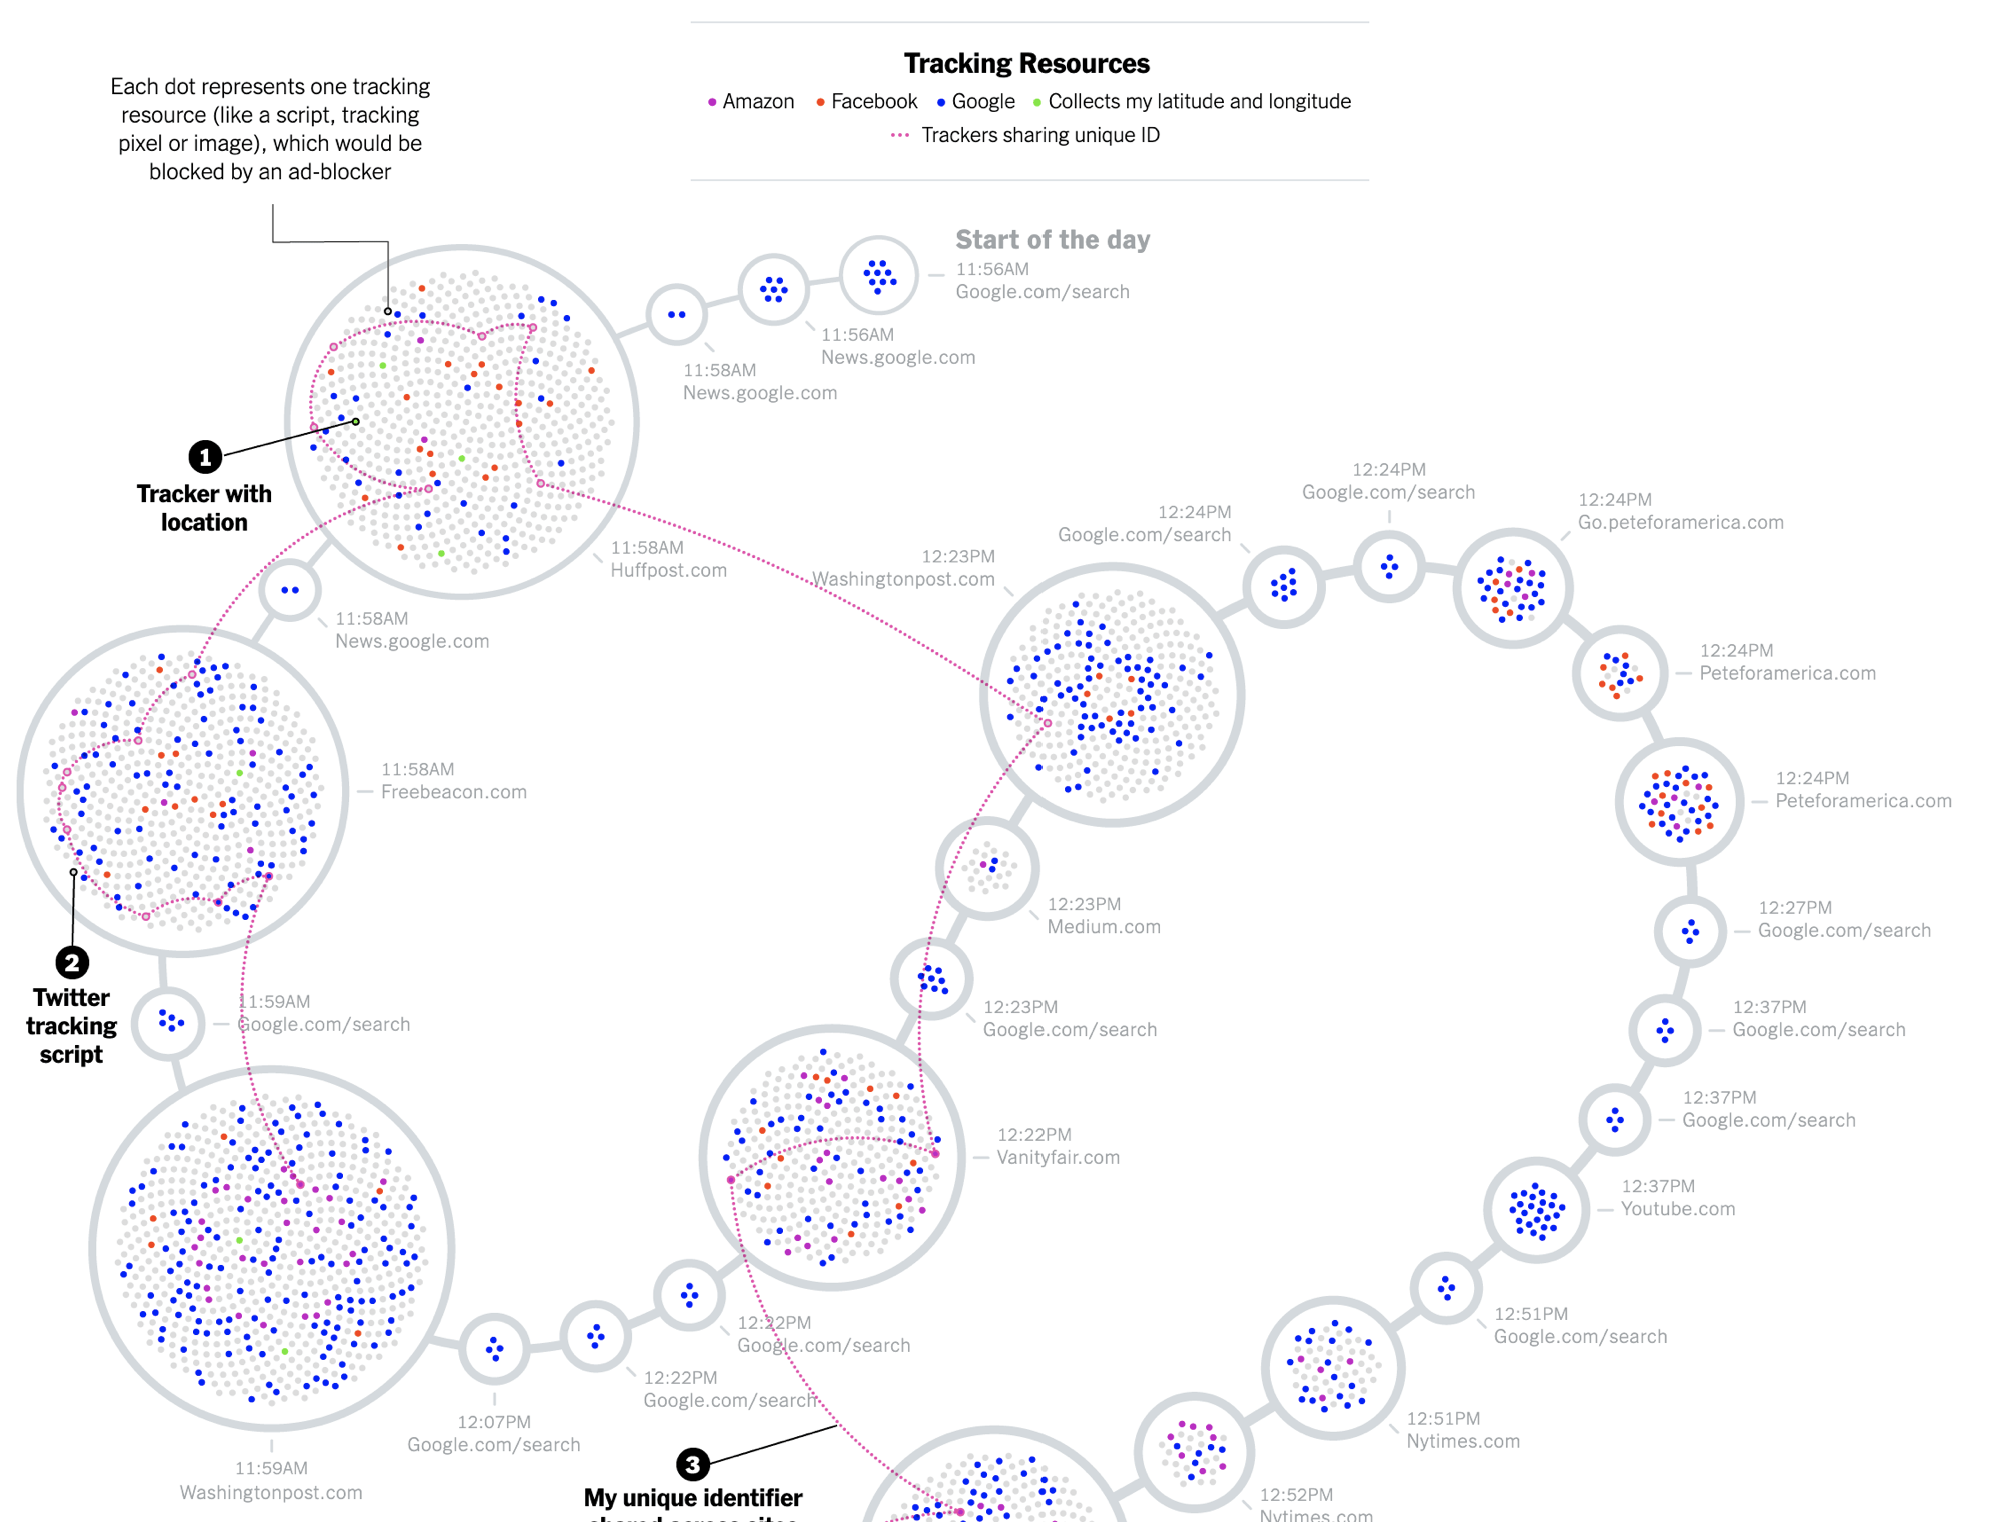 Tracking Resources
Amazon Facebook Google Collects my latitude and longitude
Trackers sharing unique ID
Each dot represents one tracking
resource (like a script, tracking
pixel or image), which would be
blocked by an ad-blocker
Start of the day
11:56AM
Google.com/search
11:56AM
News.google.com
11:58AM
News.google.com
1
Tracker with
location
11:58AM
Huffpost.com
11:58AM
News.google.com
11:58AM
Freebeacon.com
2
Twitter
tracking
script
11:59AM
Google.com/search
11:59AM
Washingtonpost.com
12:07PM
Google.com/search
12:22PM
Google.com/search
12:22PM
Google.com/search
12:22PM
Vanityfair.com
12:23PM
Google.com/search
12:23PM
Medium.com
12:23PM
Washingtonpost.com
12:24PM
Google.com/search
12:24PM
Google.com/search
12:24PM
Go.peteforamerica.com
12:24PM
Peteforamerica.com
12:24PM
Peteforamerica.com
12:27PM
Google.com/search
12:37PM
Google.com/search
12:37PM
Google.com/search
12:37PM
Youtube.com
12:51PM
Google.com/search
12:51PM
Nytimes.com
12:52PM
Nytimes.com
3
My unique identifier
shared across sites